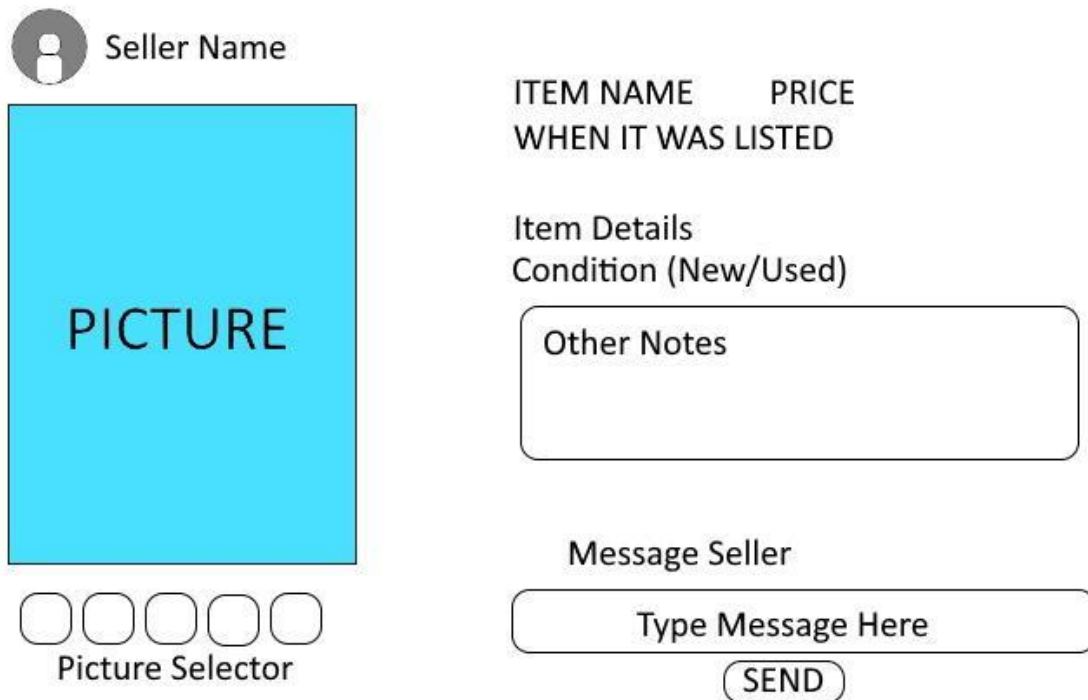 Seller Name
PICTURE
Picture Selector
ITEM NAME PRICE
WHEN IT WAS LISTED
Item Details
Condition (New/Used)
Other Notes
Message Seller
Type Message Here
SEND